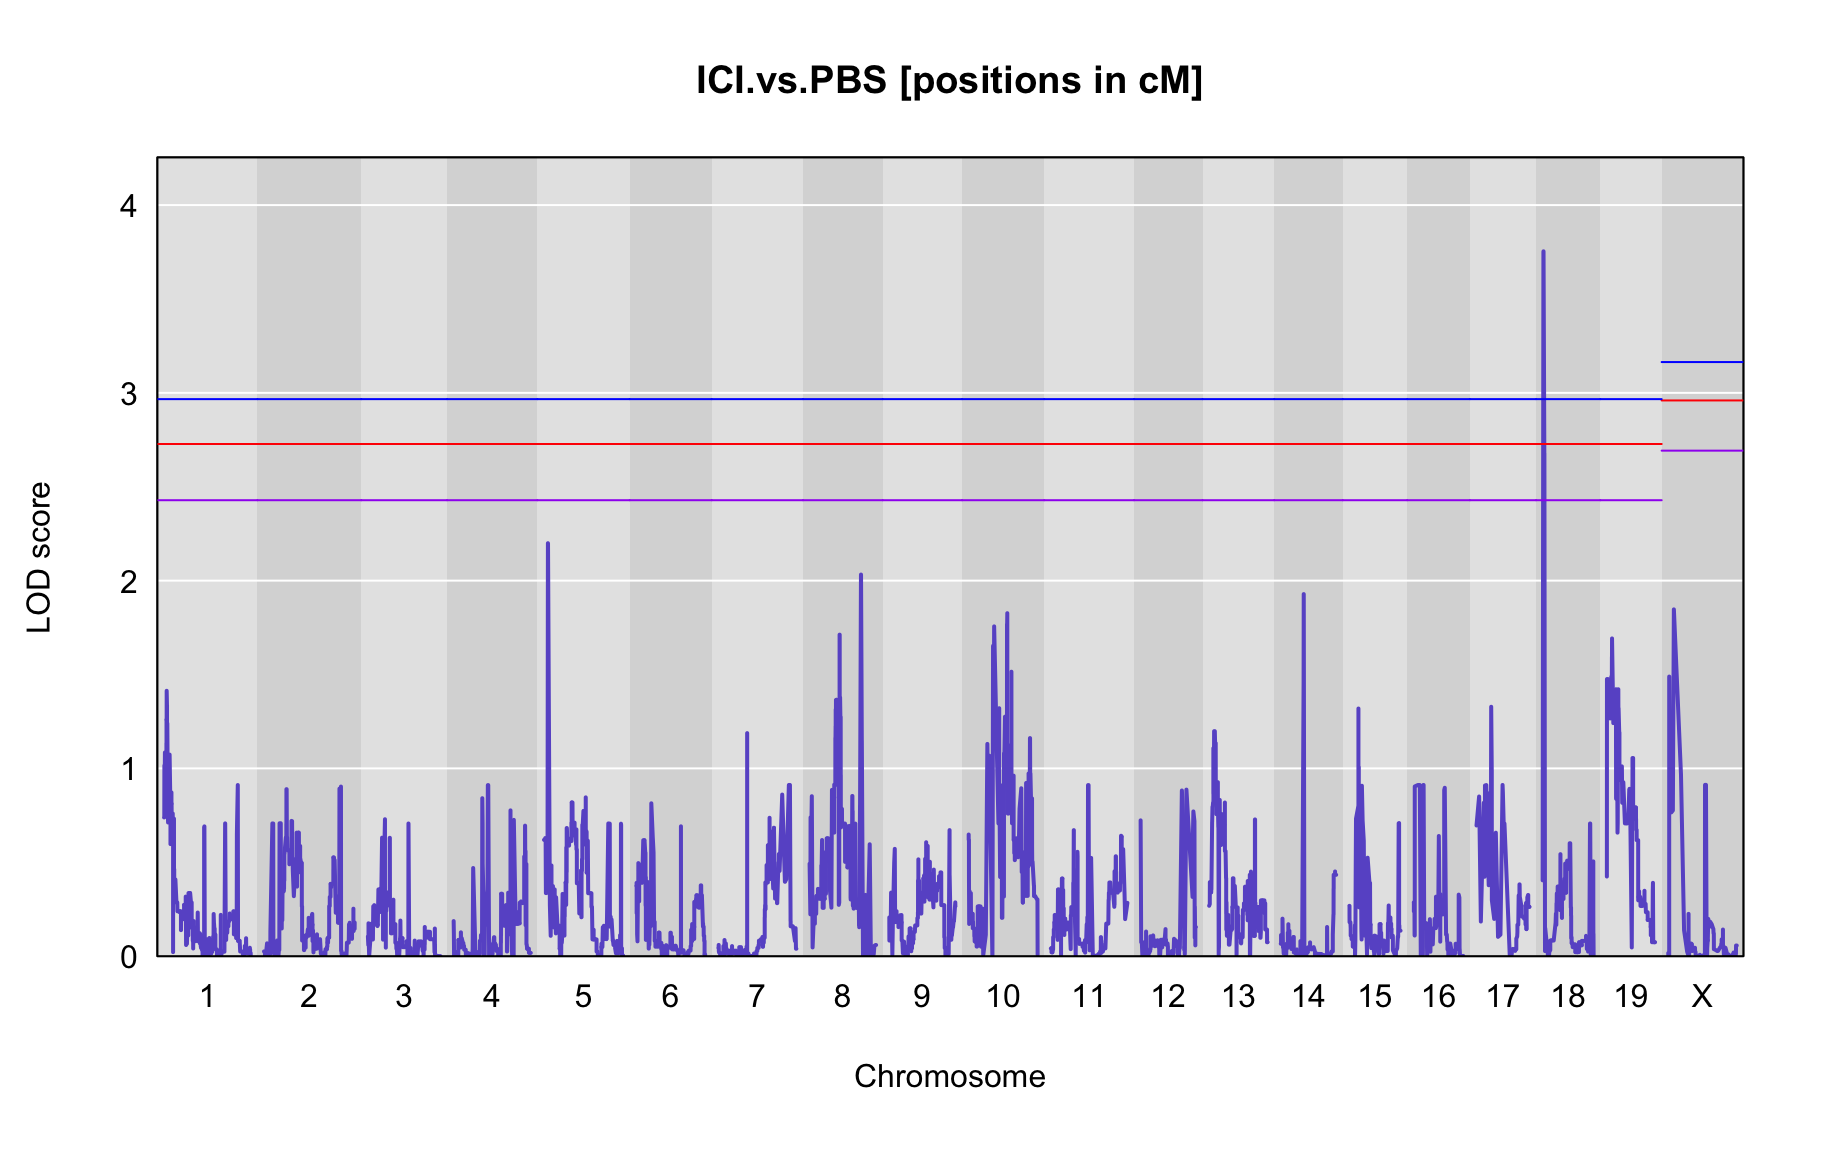 ICI.vs.PBS [positions in cM]
4
3
2
1
0
LOD score
1 2 3 4 5 6 7 8 9 10 11 12 13 14 15 16 17 18 19 X
Chromosome